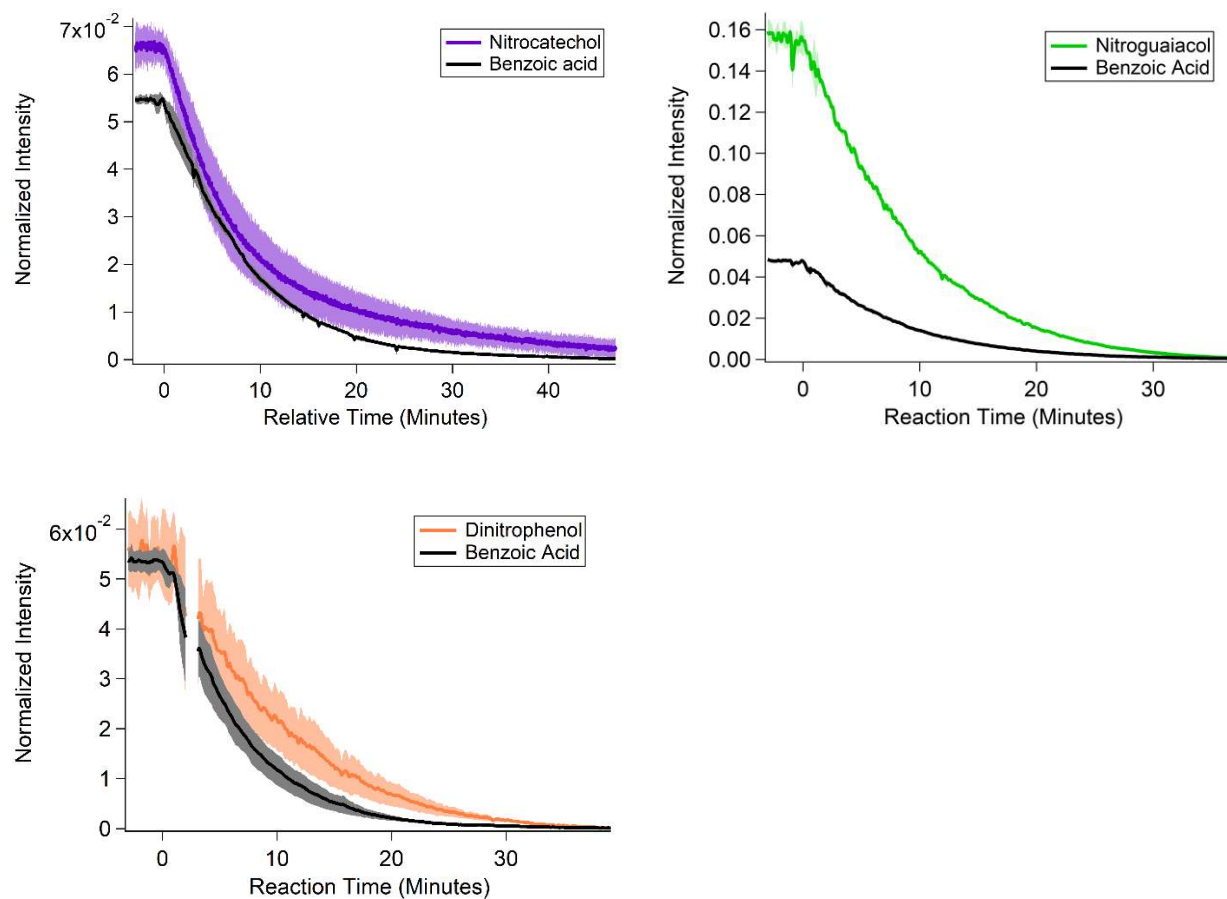 7x10-2
6
5
4
3
2
1
0
Normalized Intensity
Nitrocatechol
Benzoic acid
0 10 20 30 40
Relative Time (Minutes)
0.16
0.14
0.12
0.10
0.08
0.06
0.04
0.02
0.00
Normalized Intensity
Nitroguaiacol
Benzoic Acid
0 10 20 30
Reaction Time (Minutes)
6x10-2
5
4
3
2
1
0
Normalized Intensity
Dinitrophenol
Benzoic Acid
0 10 20 30
Reaction Time (Minutes)